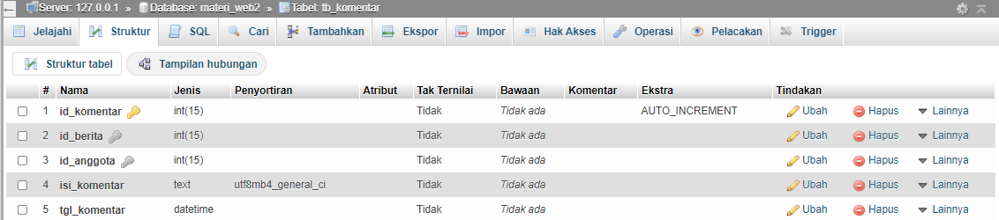 Server: 127.0.0.1 » Database: materi_web2 » Tabel: tb_komentar
Jelajahi Struktur SQL Cari Tambahkan Ekspor Impor Hak Akses Operasi Pelacakan Trigger
Struktur tabel Tampilan hubungan
# Nama Jenis Penyortiran Atribut Tak Ternilai Bawaan Komentar Ekstra Tindakan
1 id_komentar int(15) Tidak Tidak ada AUTO_INCREMENT Ubah Hapus Lainnya
2 id_berita int(15) Tidak Tidak ada Ubah Hapus Lainnya
3 id_anggota int(15) Tidak Tidak ada Ubah Hapus Lainnya
4 isi_komentar text utf8mb4_general_ci Tidak Tidak ada Ubah Hapus Lainnya
5 tgl_komentar datetime Tidak Tidak ada Ubah Hapus Lainnya